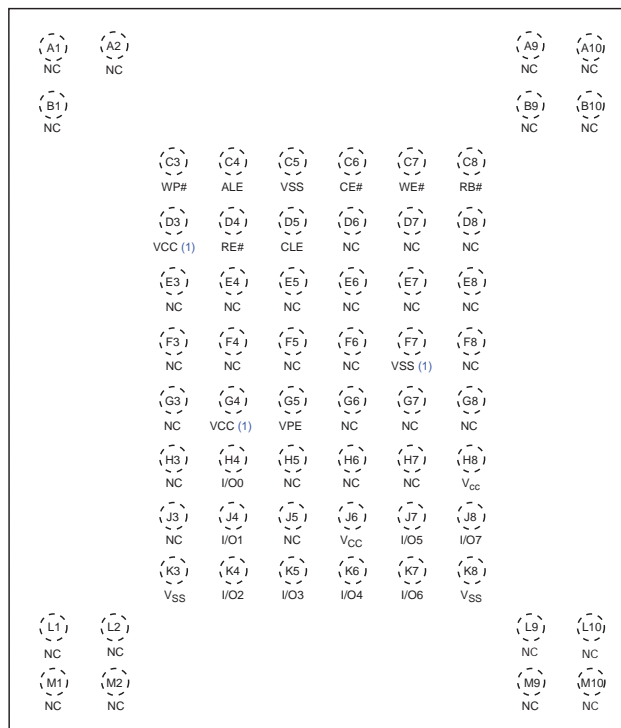 A1 A2 A9 A10
NC NC NC NC
B1 B9 B10
NC NC NC
C3 C4 C5 C6 C7 C8
WP# ALE VSS CE# WE# RB#
D3 D4 D5 D6 D7 D8
VCC (1) RE# CLE NC NC NC
E3 E4 E5 E6 E7 E8
NC NC NC NC NC NC
F3 F4 F5 F6 F7 F8
NC NC NC NC VSS (1) NC
G3 G4 G5 G6 G7 G8
NC VCC (1) VPE NC NC NC
H3 H4 H5 H6 H7 H8
NC I/O0 NC NC NC Vcc
J3 J4 J5 J6 J7 J8
NC I/O1 NC VCC I/O5 I/O7
K3 K4 K5 K6 K7 K8
VSS I/O2 I/O3 I/O4 I/O6 VSS
L1 L2 L9 L10
NC NC NC NC
M1 M2 M9 M10
NC NC NC NC